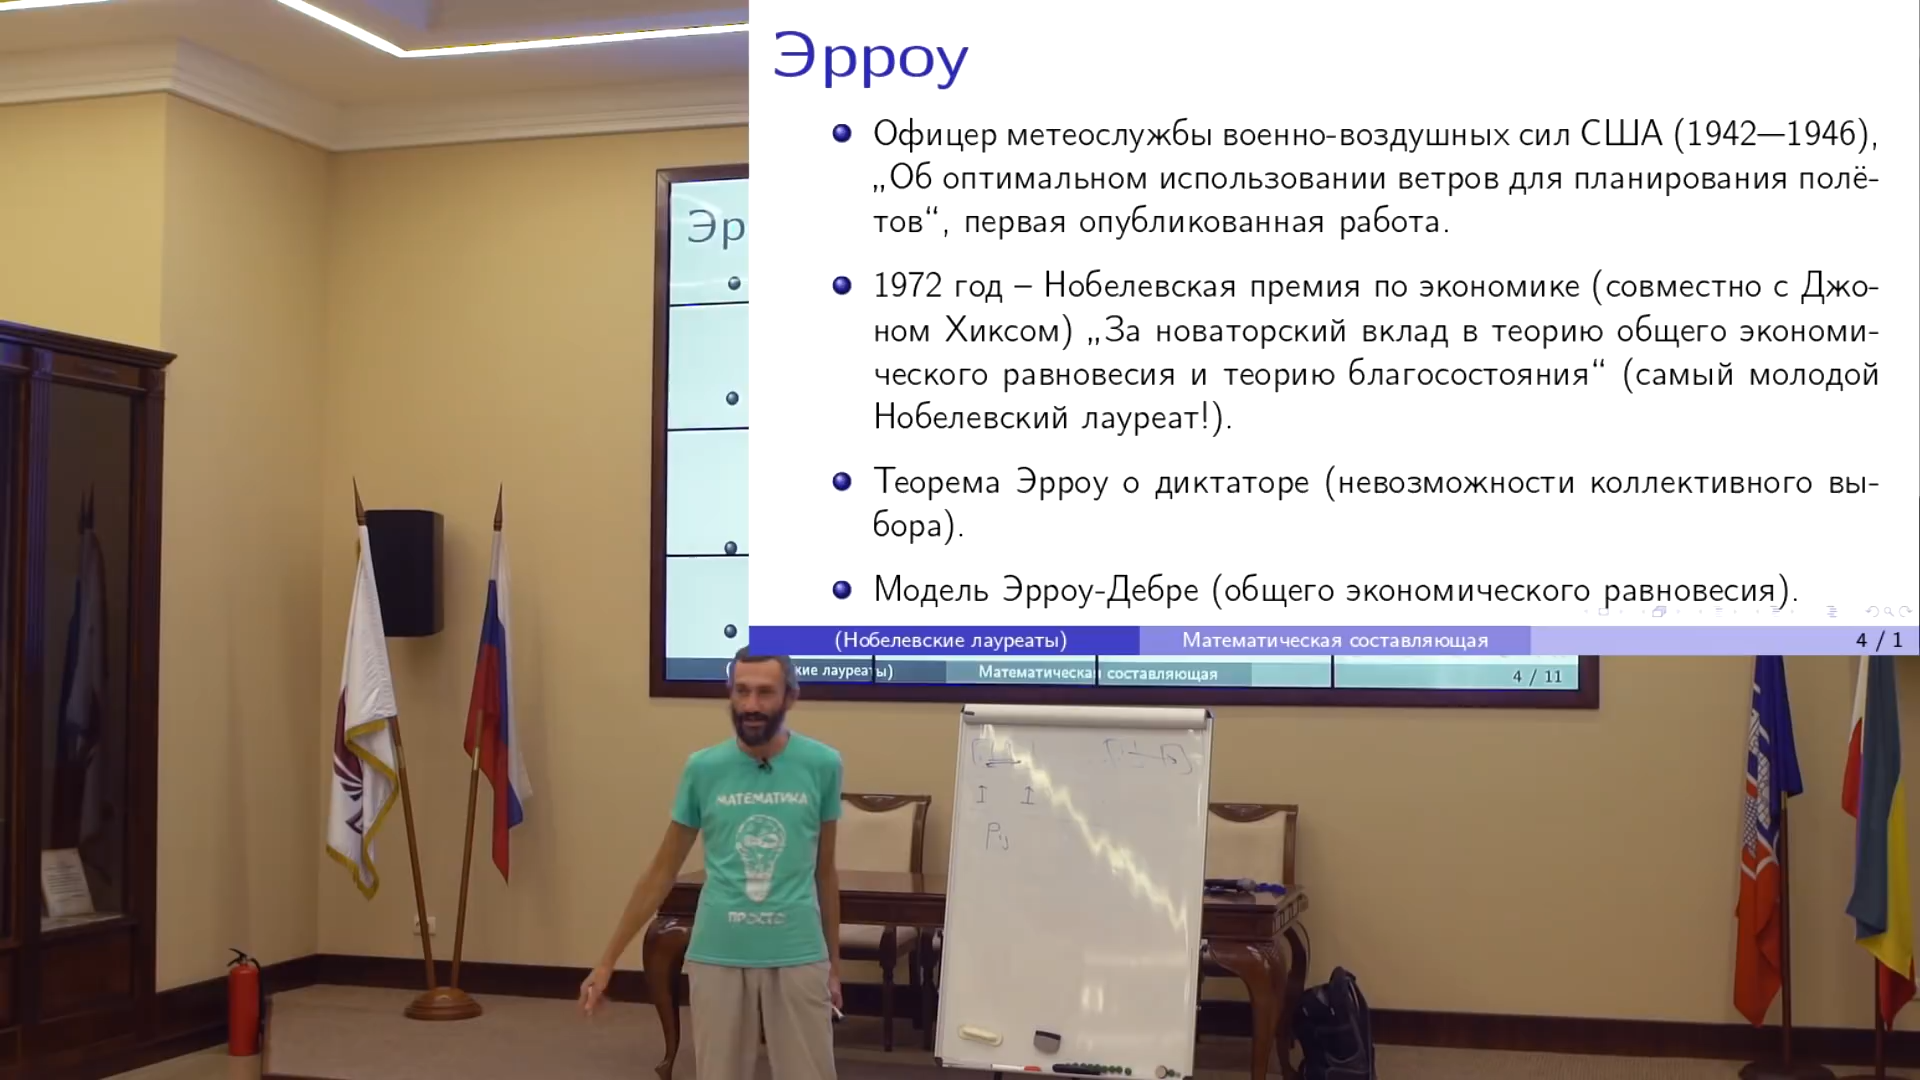 Эрроу
Офицер метеослужбы военно-воздушных сил США (1942—1946),
„Об оптимальном использовании ветров для планирования полё-
тов“, первая опубликованная работа.
1972 год – Нобелевская премия по экономике (совместно с Джо-
ном Хиксом) „За новаторский вклад в теорию общего экономи-
ческого равновесия и теорию благосостояния“ (самый молодой
Нобелевский лауреат!).
Теорема Эрроу о диктаторе (невозможности коллективного вы-
бора).
Модель Эрроу-Дебре (общего экономического равновесия).
(Нобелевские лауреаты) Математическая составляющая 4 / 1
Эр
кие лауреаты) Математическая составляющая 4 / 11
МАТЕМАТИКА
ПРОСТО